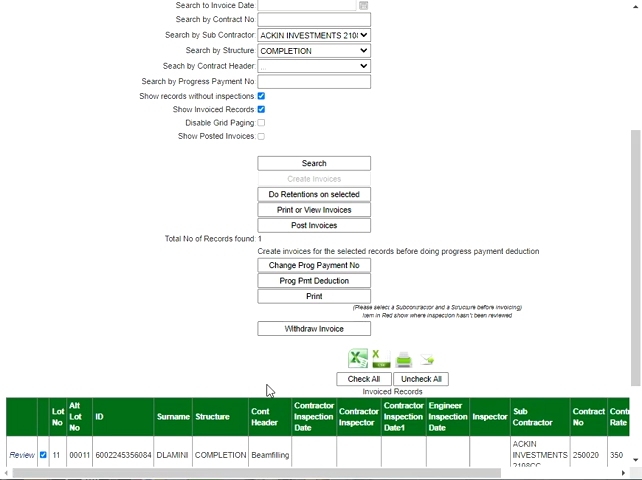 Search to Invoice Date:
Search by Contract No:
Search by Sub Contractor: ACKIN INVESTMENTS 210
Search by Structure: COMPLETION
Seach by Contract Header: ...
Search by Progress Payment No:
Show records without inspections:
Show Invoiced Records
Disable Grid Paging:
Show Posted Invoices:
Search
Create Invoices
Do Retentions on selected
Print or View Invoices
Post Invoices
Total No of Records found: 1
Create invoices for the selected records before doing progress payment deduction
Change Prog Payment No
Prog Pmt Deduction
Print
(Please select a Subcontractor and a Structure before invoicing)
Item in Red show where inspection hasn't been reviewed
Withdraw Invoice
Check All Uncheck All
Invoiced Records
Lot No Alt Lot No ID Surname Structure Cont Header Contractor Inspection Date Contractor Inspector Contractor Inspection Date1 Engineer Inspection Date Inspector Sub Contractor Contract No Contr Rate
Review 11 00011 6002245356084 DLAMINI COMPLETION Beamfilling ACKIN INVESTMENTS 2108CC 250020 350